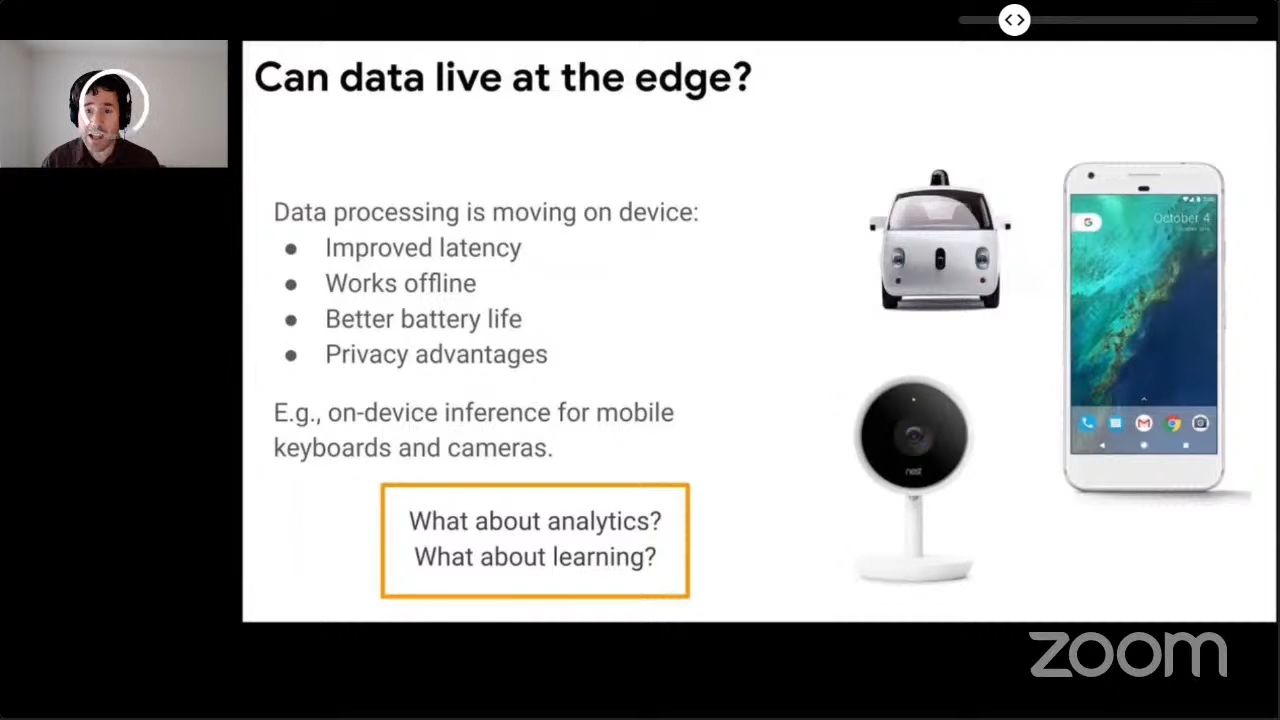 Can data live at the edge?
Data processing is moving on device:
● Improved latency
● Works offline
● Better battery life
● Privacy advantages
E.g., on-device inference for mobile
keyboards and cameras.
What about analytics?
What about learning?
G
October 4
nest
zoom